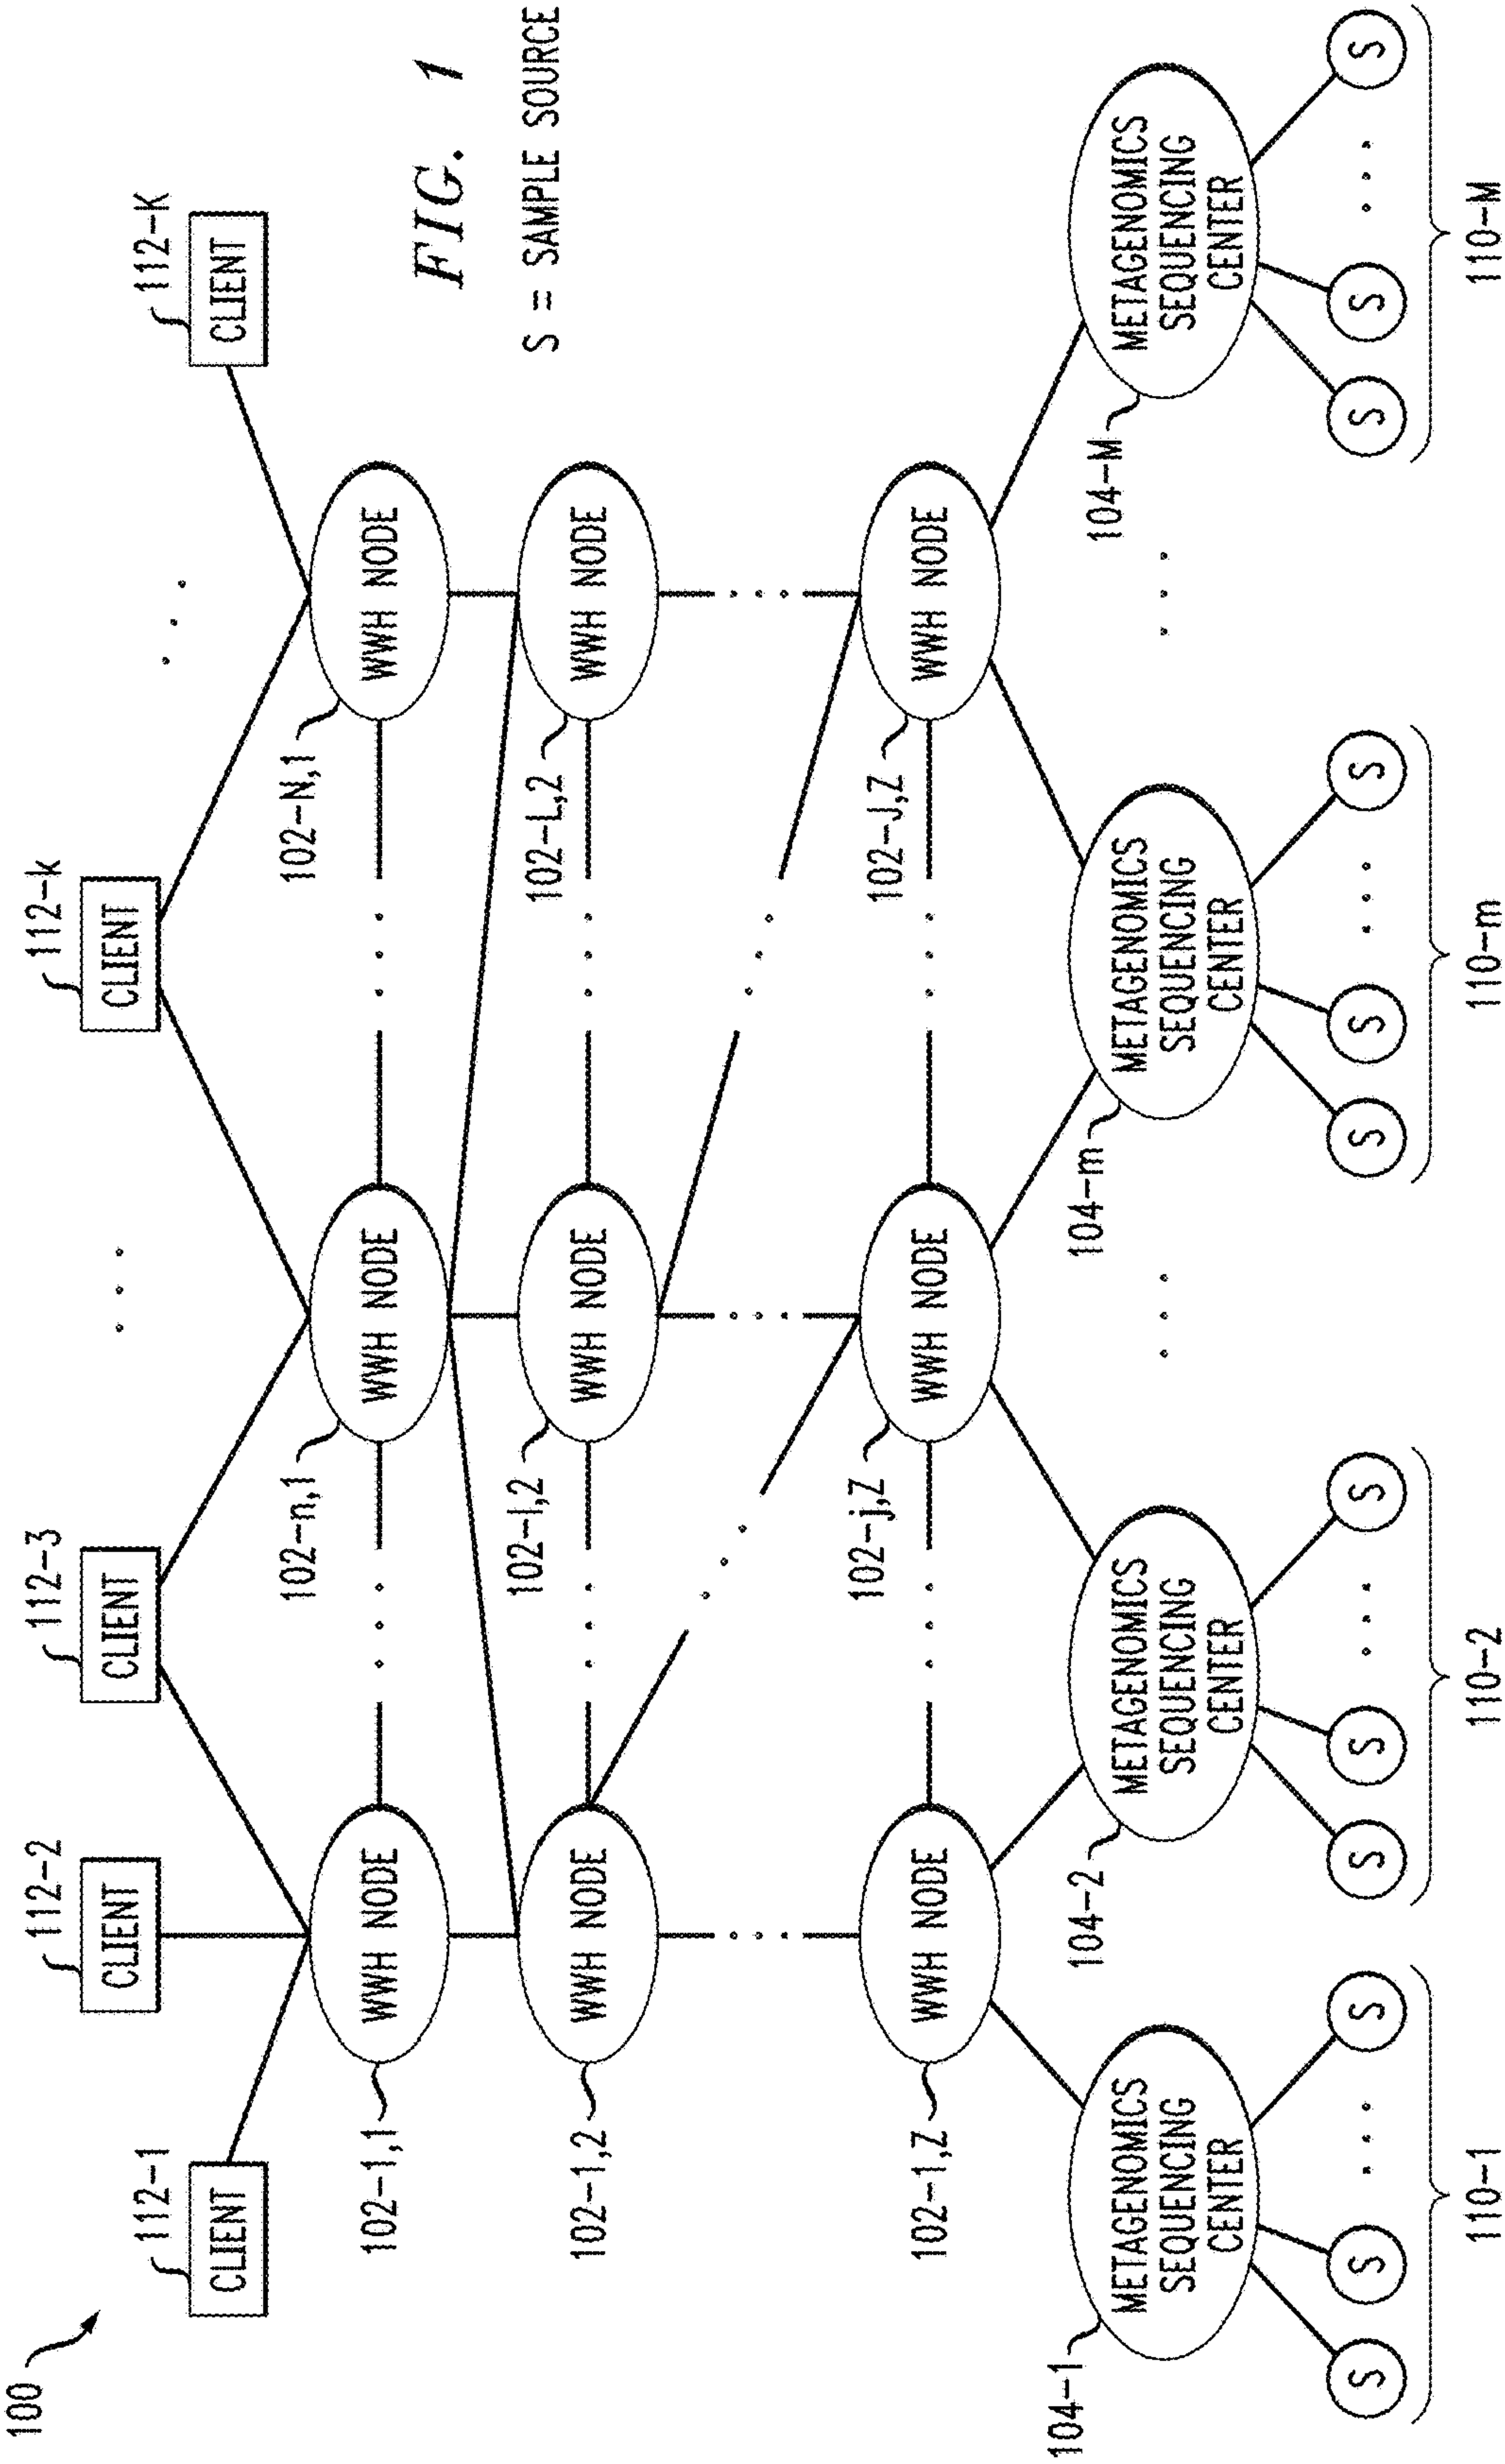 100
112-1
CLIENT
112-2
CLIENT
112-3
CLIENT
112-k
CLIENT
112-K
CLIENT
FIG. 1
S = SAMPLE SOURCE
102-1,1
WWH NODE
102-n,1
WWH NODE
102-N,1
WWH NODE
102-1,2
WWH NODE
102-l,2
WWH NODE
102-L,2
WWH NODE
102-1,Z
WWH NODE
102-j,Z
WWH NODE
102-J,Z
WWH NODE
104-1
METAGENOMICS
SEQUENCING
CENTER
104-2
METAGENOMICS
SEQUENCING
CENTER
104-m
METAGENOMICS
SEQUENCING
CENTER
104-M
METAGENOMICS
SEQUENCING
CENTER
S
S
S
S
S
S
S
S
S
S
S
S
110-1
110-2
110-m
110-M